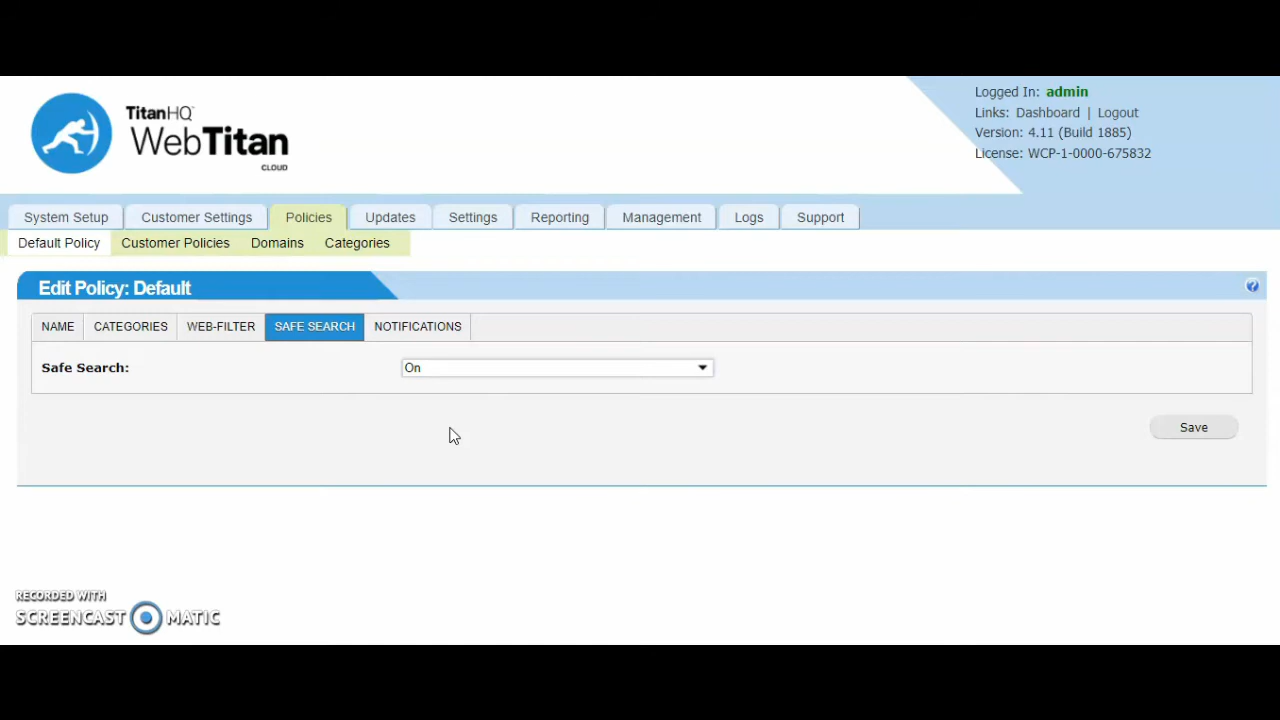 TitanHQ
WebTitan
CLOUD
Logged In: admin
Links: Dashboard | Logout
Version: 4.11 (Build 1885)
License: WCP-1-0000-675832
System Setup Customer Settings Policies Updates Settings Reporting Management Logs Support
Default Policy Customer Policies Domains Categories
Edit Policy: Default ?
NAME CATEGORIES WEB-FILTER SAFE SEARCH NOTIFICATIONS
Safe Search: On
Save
RECORDED WITH
SCREENCAST MATIC